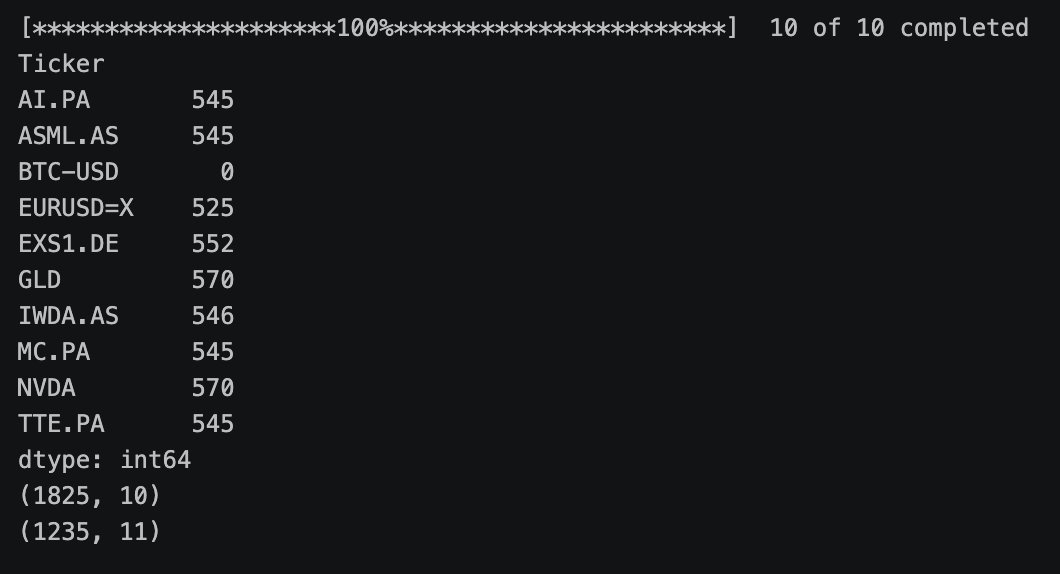 [*********************100%***********************]  10 of 10 completed
Ticker
AI.PA       545
ASML.AS     545
BTC-USD       0
EURUSD=X    525
EXS1.DE     552
GLD         570
IWDA.AS     546
MC.PA       545
NVDA        570
TTE.PA      545
dtype: int64
(1825, 10)
(1235, 11)